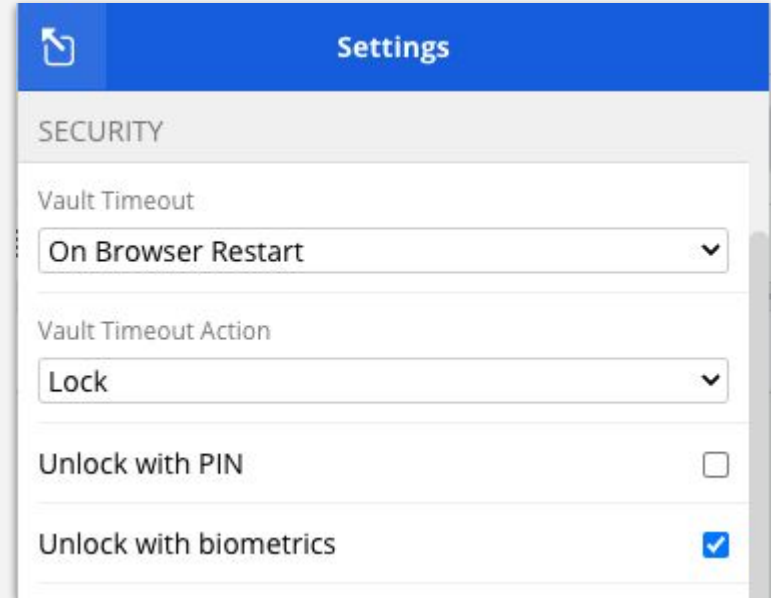 Settings
SECURITY
Vault Timeout
On Browser Restart
Vault Timeout Action
Lock
Unlock with PIN
Unlock with biometrics